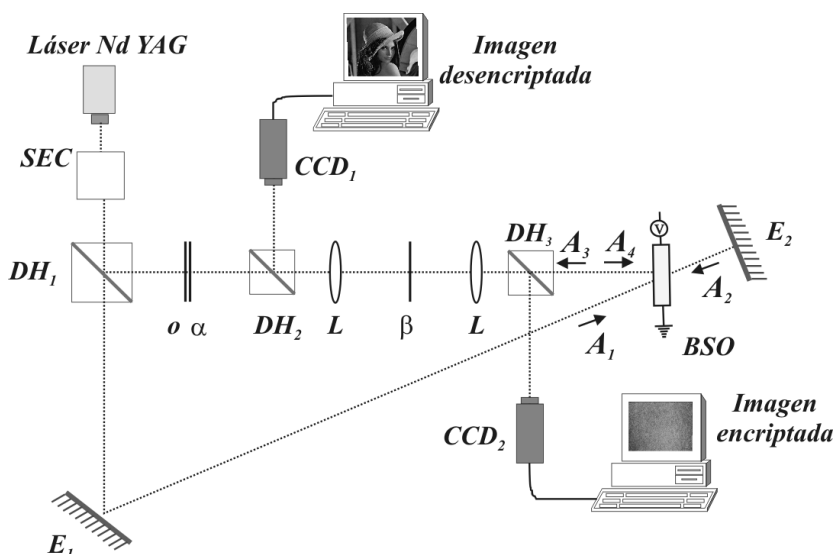 Láser Nd YAG
Imagen
desencriptada
SEC
CCD₁
DH₁
DH₃
A₃
A₄
V
E₂
o α
DH₂
L
β
L
A₂
A₁
BSO
CCD₂
Imagen
encriptada
E₁